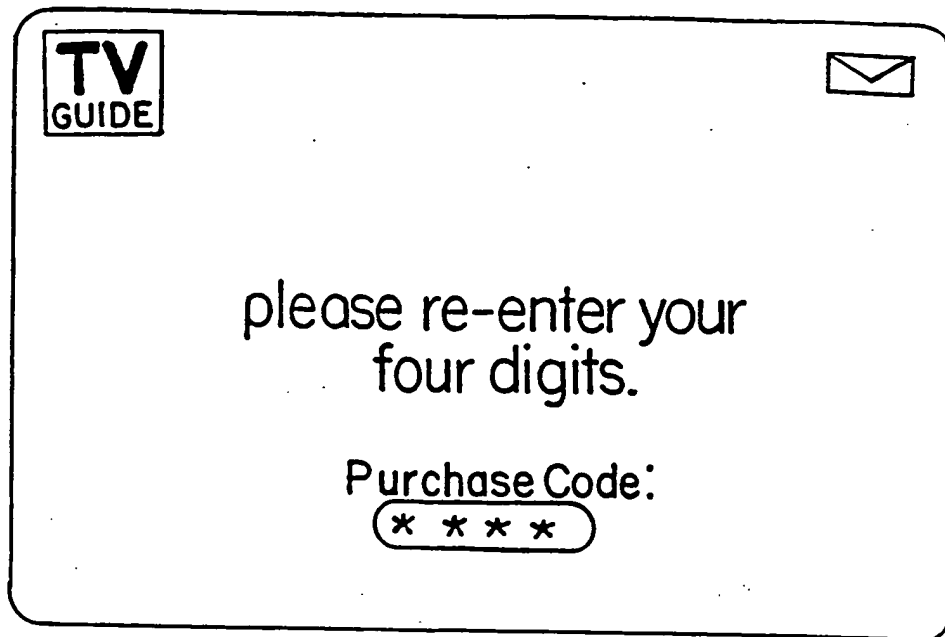 TV
GUIDE
please re-enter your
four digits.
Purchase Code:
* * * *